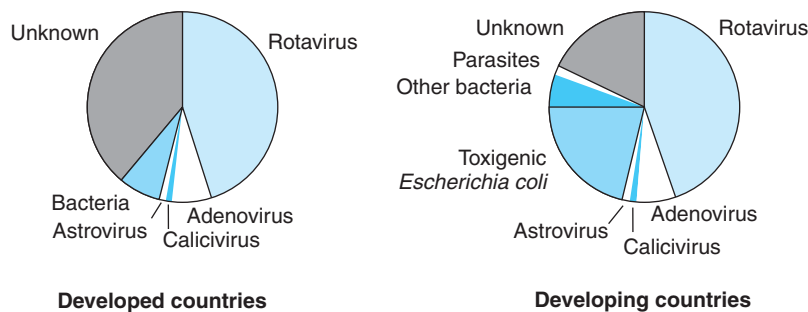 Unknown
Rotavirus
Bacteria
Astrovirus
Adenovirus
Calicivirus
Developed countries
Unknown
Rotavirus
Parasites
Other bacteria
Toxigenic
Escherichia coli
Adenovirus
Astrovirus
Calicivirus
Developing countries